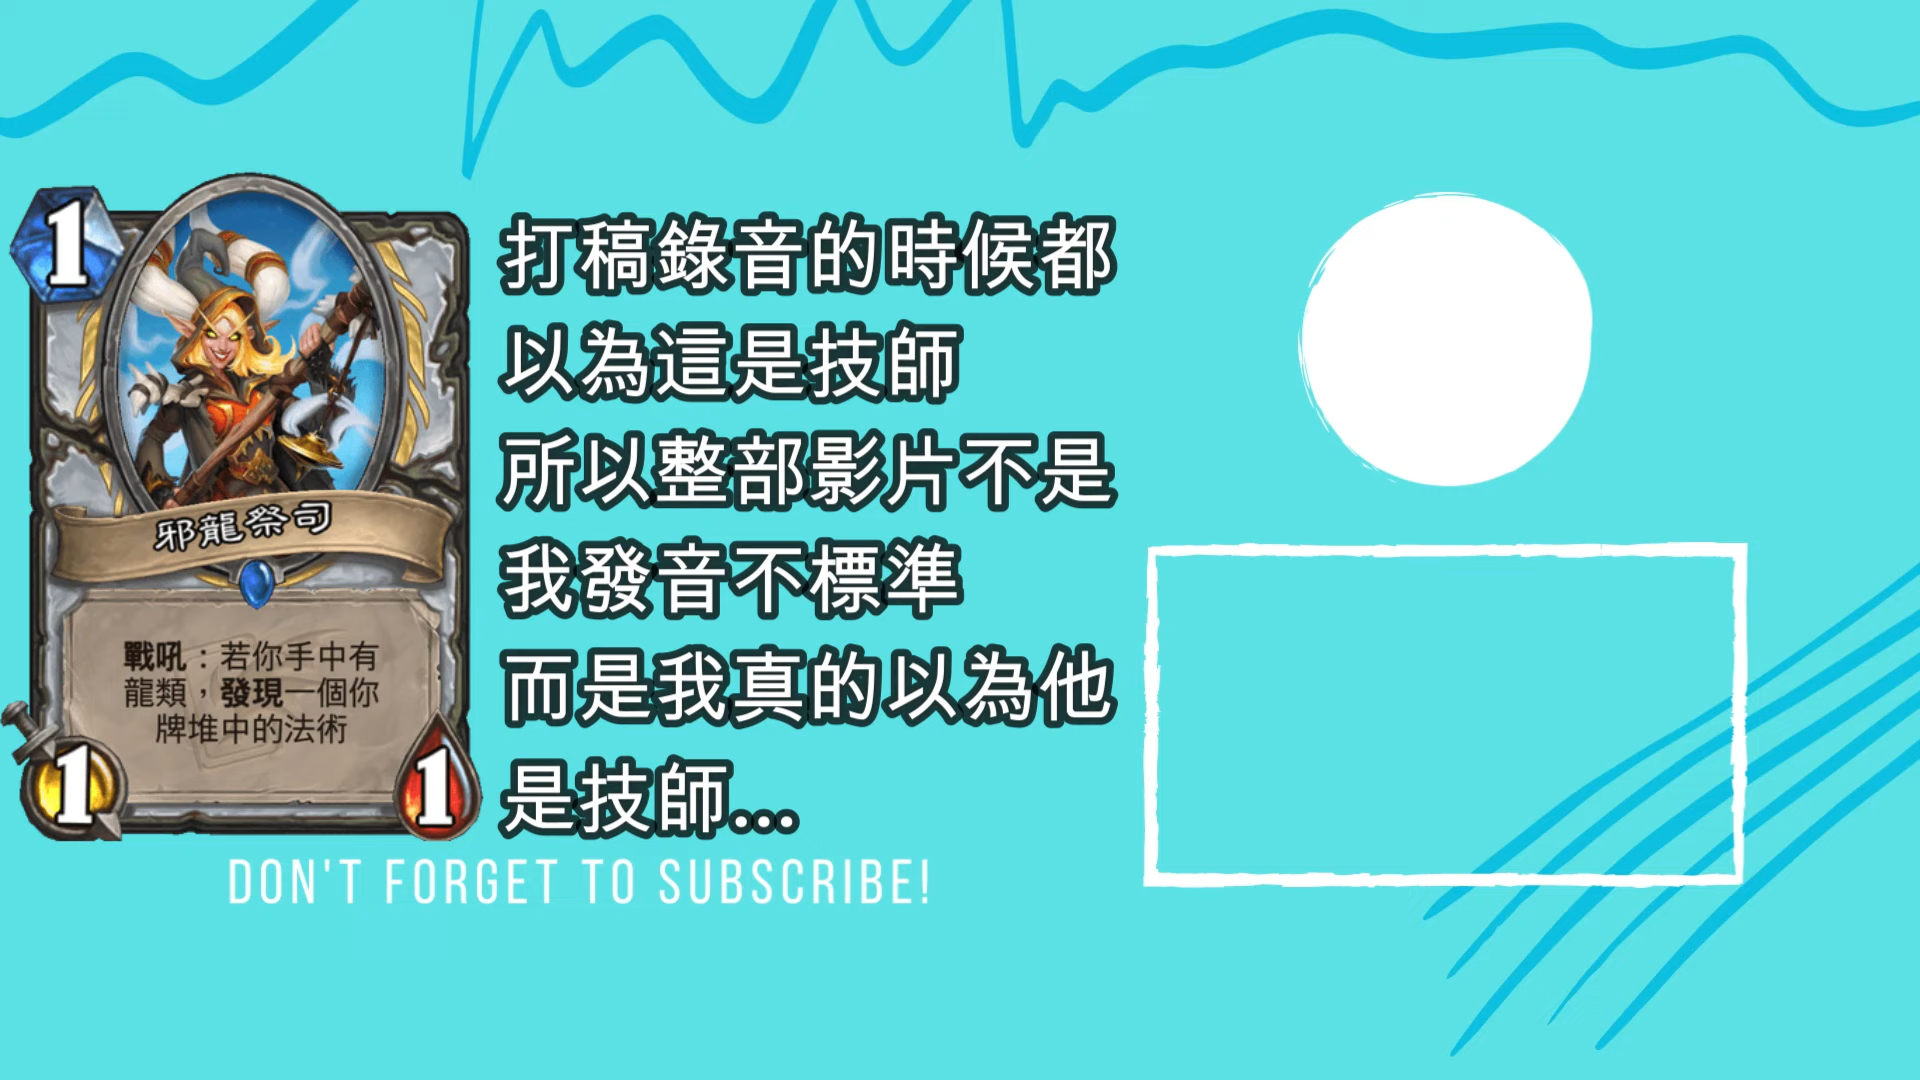 1
邪龍祭司
戰吼：若你手中有
龍類，發現一個你
牌堆中的法術
1
1
打稿錄音的時候都
以為這是技師
所以整部影片不是
我發音不標準
而是我真的以為他
是技師...
DON'T FORGET TO SUBSCRIBE!